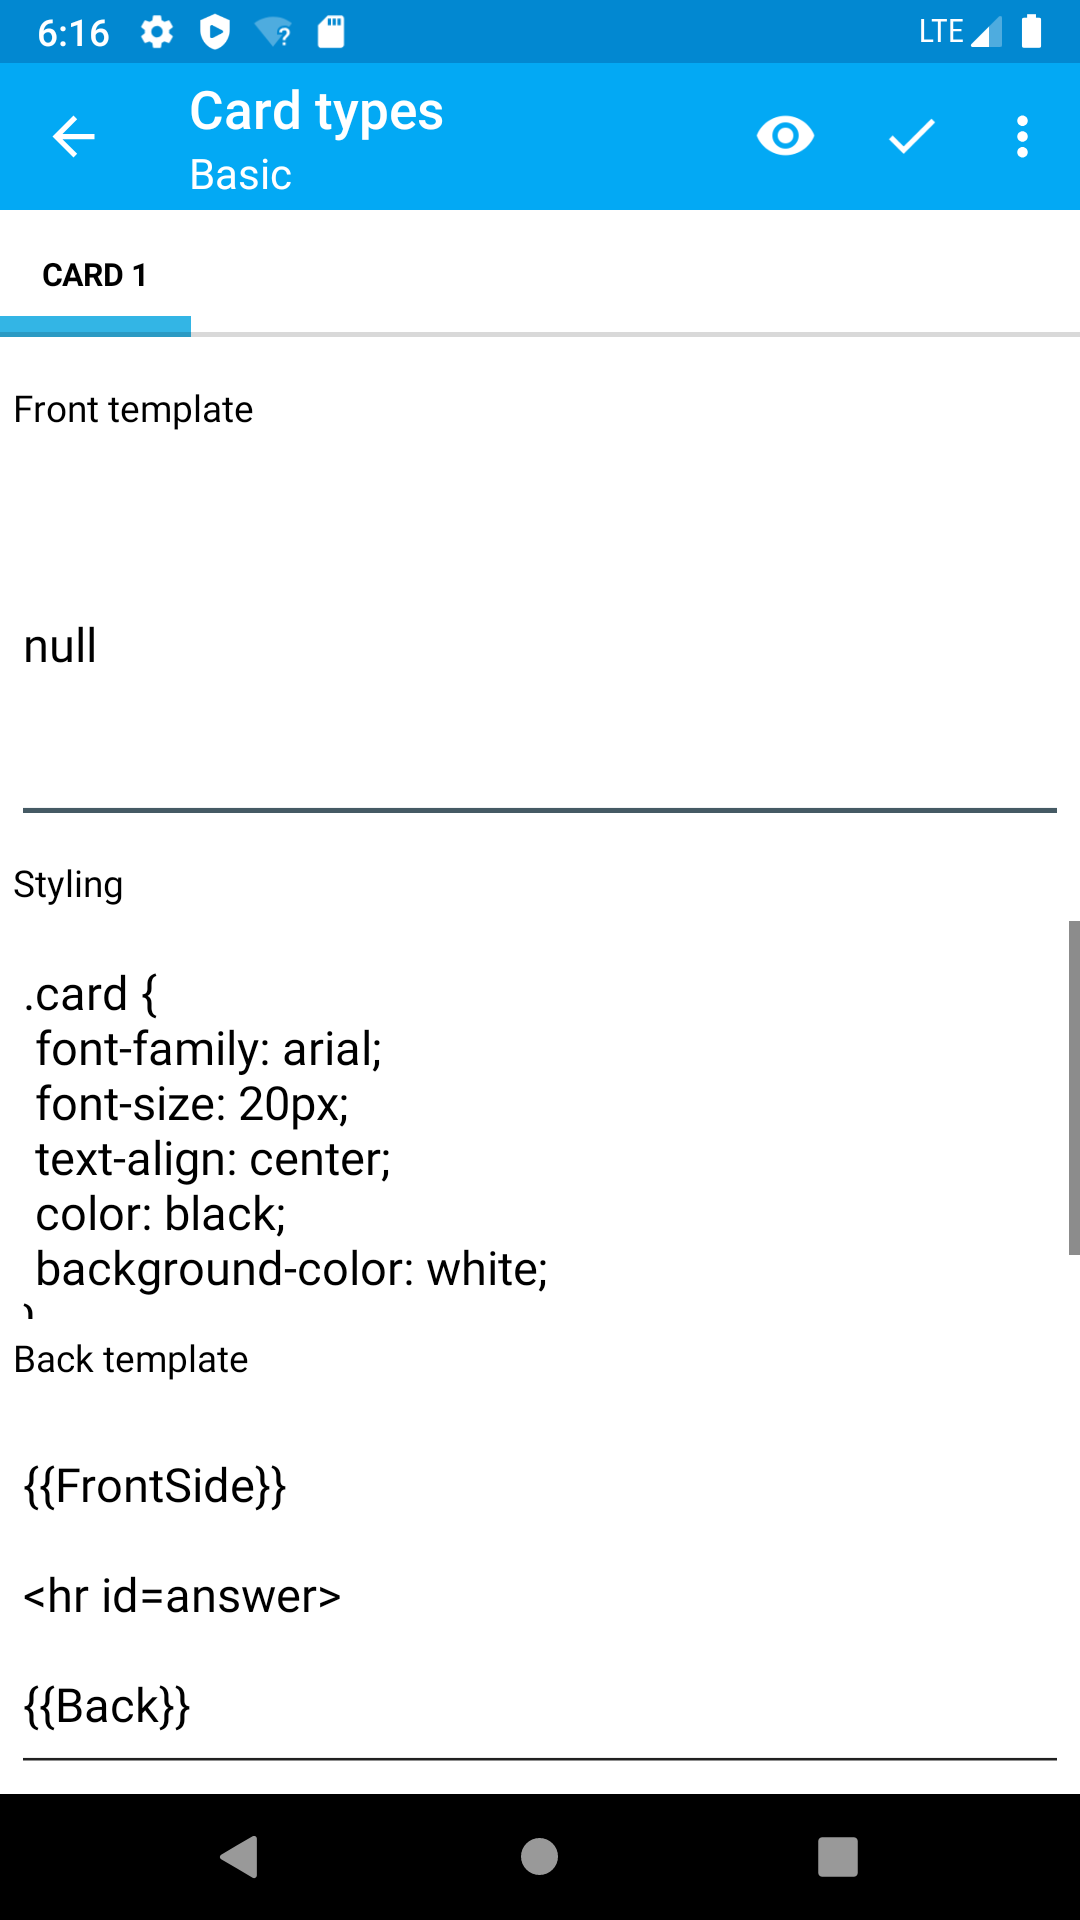 6:16
LTE
Card types
Basic
CARD 1
Front template
null
Styling
.card {
font-family: arial;
font-size: 20px;
text-align: center;
color: black;
background-color: white;
Back template
{{FrontSide}}
<hr id=answer>
{{Back}}